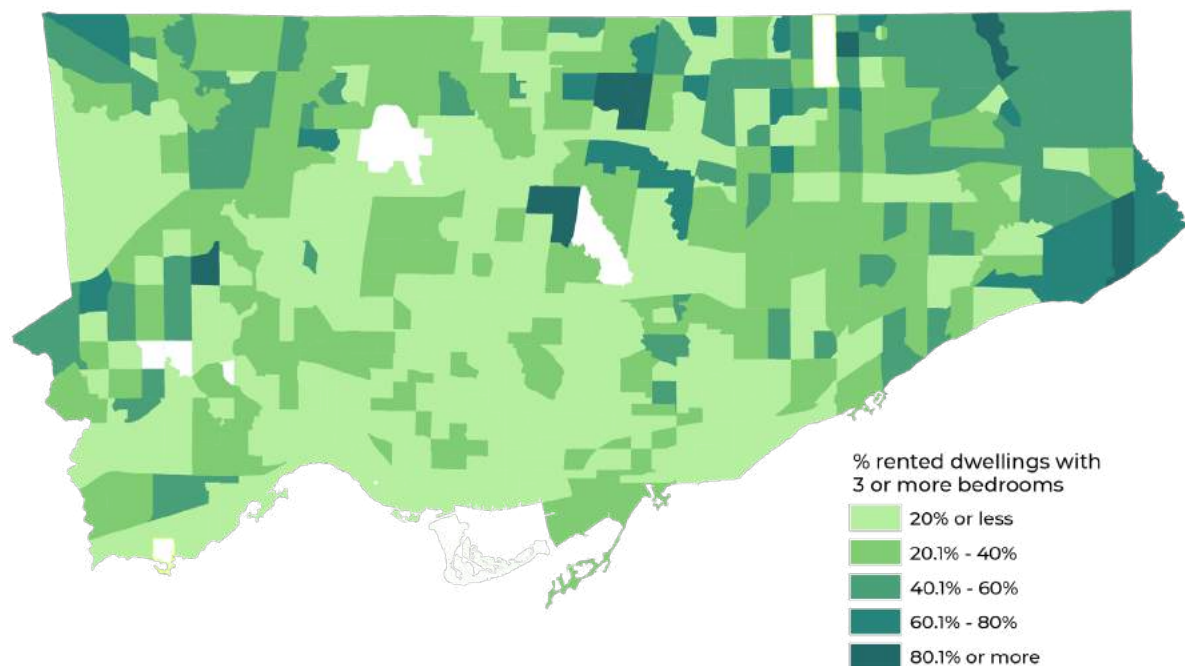 % rented dwellings with
3 or more bedrooms
20% or less
20.1% - 40%
40.1% - 60%
60.1% - 80%
80.1% or more